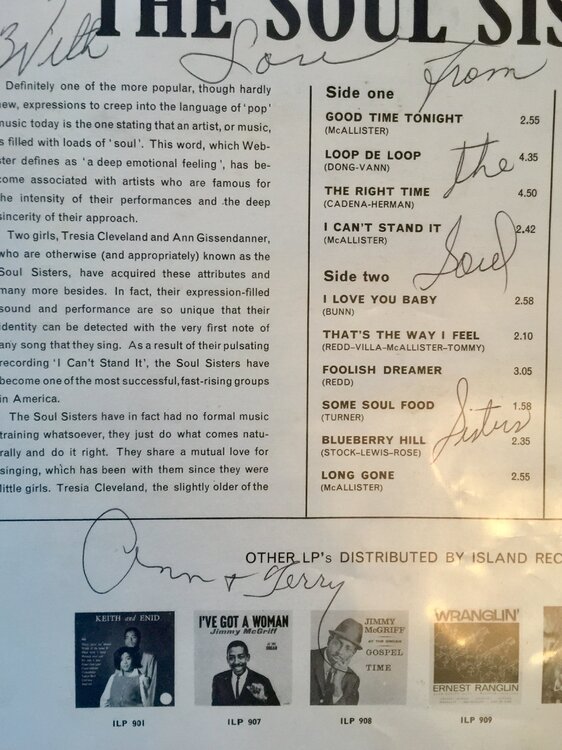 THE SOUL SIS
With Love From
Definitely one of the more popular, though hardly
new, expressions to creep into the language of 'pop'
music today is the one stating that an artist, or music,
is filled with loads of 'soul'. This word, which Web-
ster defines as 'a deep emotional feeling', has be-
come associated with artists who are famous for
the intensity of their performances and the deep
sincerity of their approach.
Two girls, Tresia Cleveland and Ann Gissendanner,
who are otherwise (and appropriately) known as the
Soul Sisters, have acquired these attributes and
many more besides. In fact, their expression-filled
sound and performance are so unique that their
identity can be detected with the very first note of
any song that they sing. As a result of their pulsating
recording 'I Can't Stand It', the Soul Sisters have
become one of the most successful, fast-rising groups
in America.
The Soul Sisters have in fact had no formal music
training whatsoever, they just do what comes natu-
rally and do it right. They share a mutual love for
singing, which has been with them since they were
little girls. Tresia Cleveland, the slightly older of the
Side one
GOOD TIME TONIGHT 2.55
(McALLISTER)
LOOP DE LOOP 4.35
(DONG-VANN)
the
THE RIGHT TIME 4.50
(CADENA-HERMAN)
I CAN'T STAND IT 2.42
(McALLISTER)
Soul
Side two
I LOVE YOU BABY 2.58
(BUNN)
THAT'S THE WAY I FEEL 2.10
(REDD-VILLA-McALLISTER-TOMMY)
FOOLISH DREAMER 3.05
(REDD)
SOME SOUL FOOD 1.58
(TURNER)
Sisters
BLUEBERRY HILL 2.35
(STOCK-LEWIS-ROSE)
LONG GONE 2.55
(McALLISTER)
OTHER LP's DISTRIBUTED BY ISLAND REC
Ann + Terry
KEITH and ENID
I'VE GOT A WOMAN
Jimmy McGriff
JIMMY
McGRIFF
AT THE ORGAN
GOSPEL
TIME
WRANGLIN'
ERNEST RANGLIN
ILP 901
ILP 907
ILP 908
ILP 909